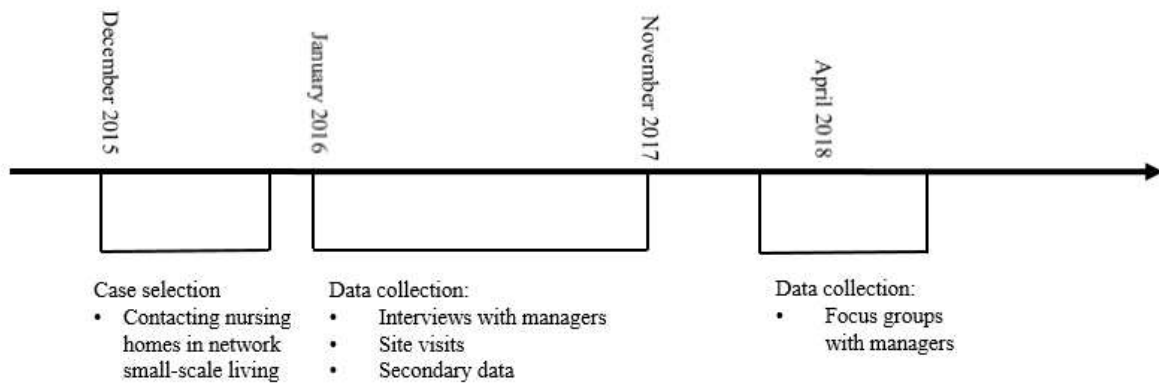 December 2015
January 2016
November 2017
April 2018
Case selection
• Contacting nursing
homes in network
small-scale living
Data collection:
• Interviews with managers
• Site visits
• Secondary data
Data collection:
• Focus groups
with managers